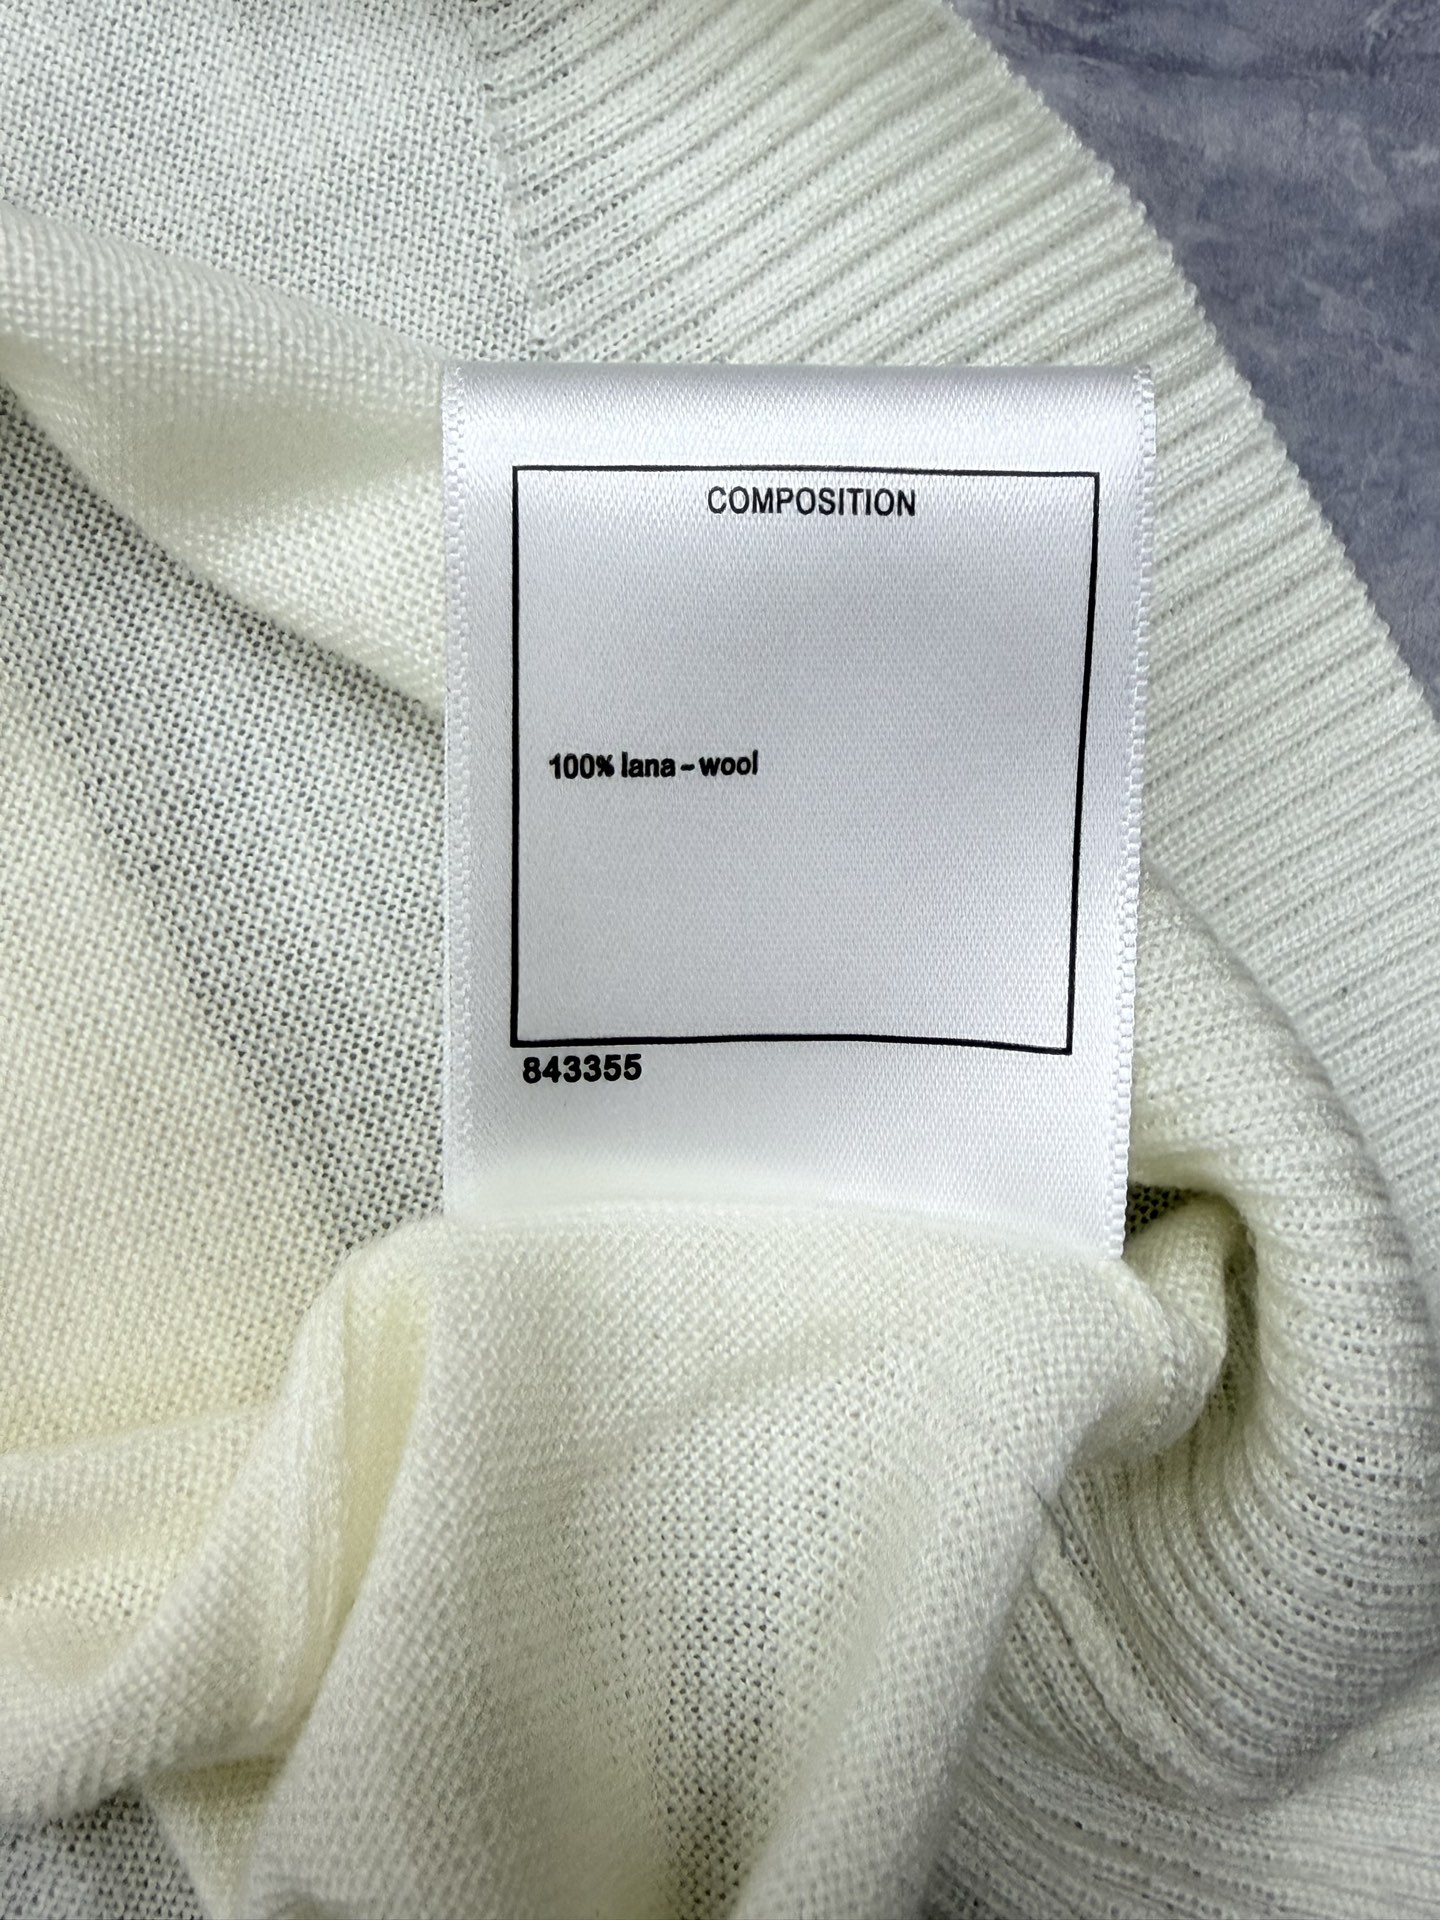 COMPOSITION
100% lana - wool
843355